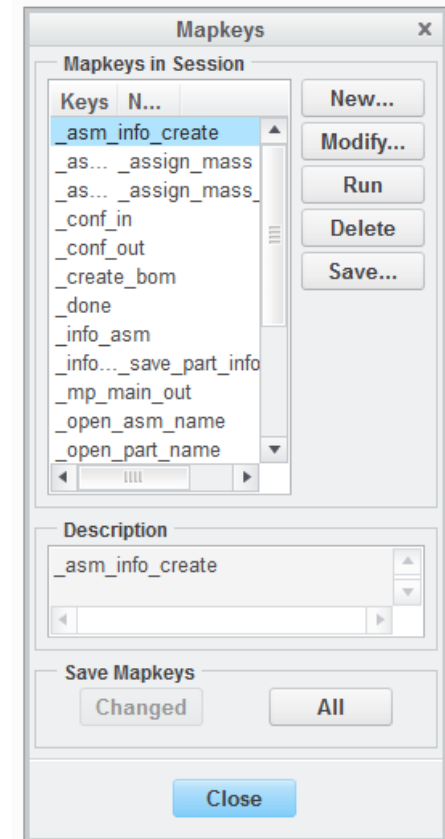 Mapkeys x
Mapkeys in Session
Keys N...
_asm_info_create
_as... _assign_mass
_as... _assign_mass_
_conf_in
_conf_out
_create_bom
_done
_info_asm
_info..._save_part_info
_mp_main_out
_open_asm_name
_open_part_name
New...
Modify...
Run
Delete
Save...
Description
_asm_info_create
Save Mapkeys
Changed All
Close